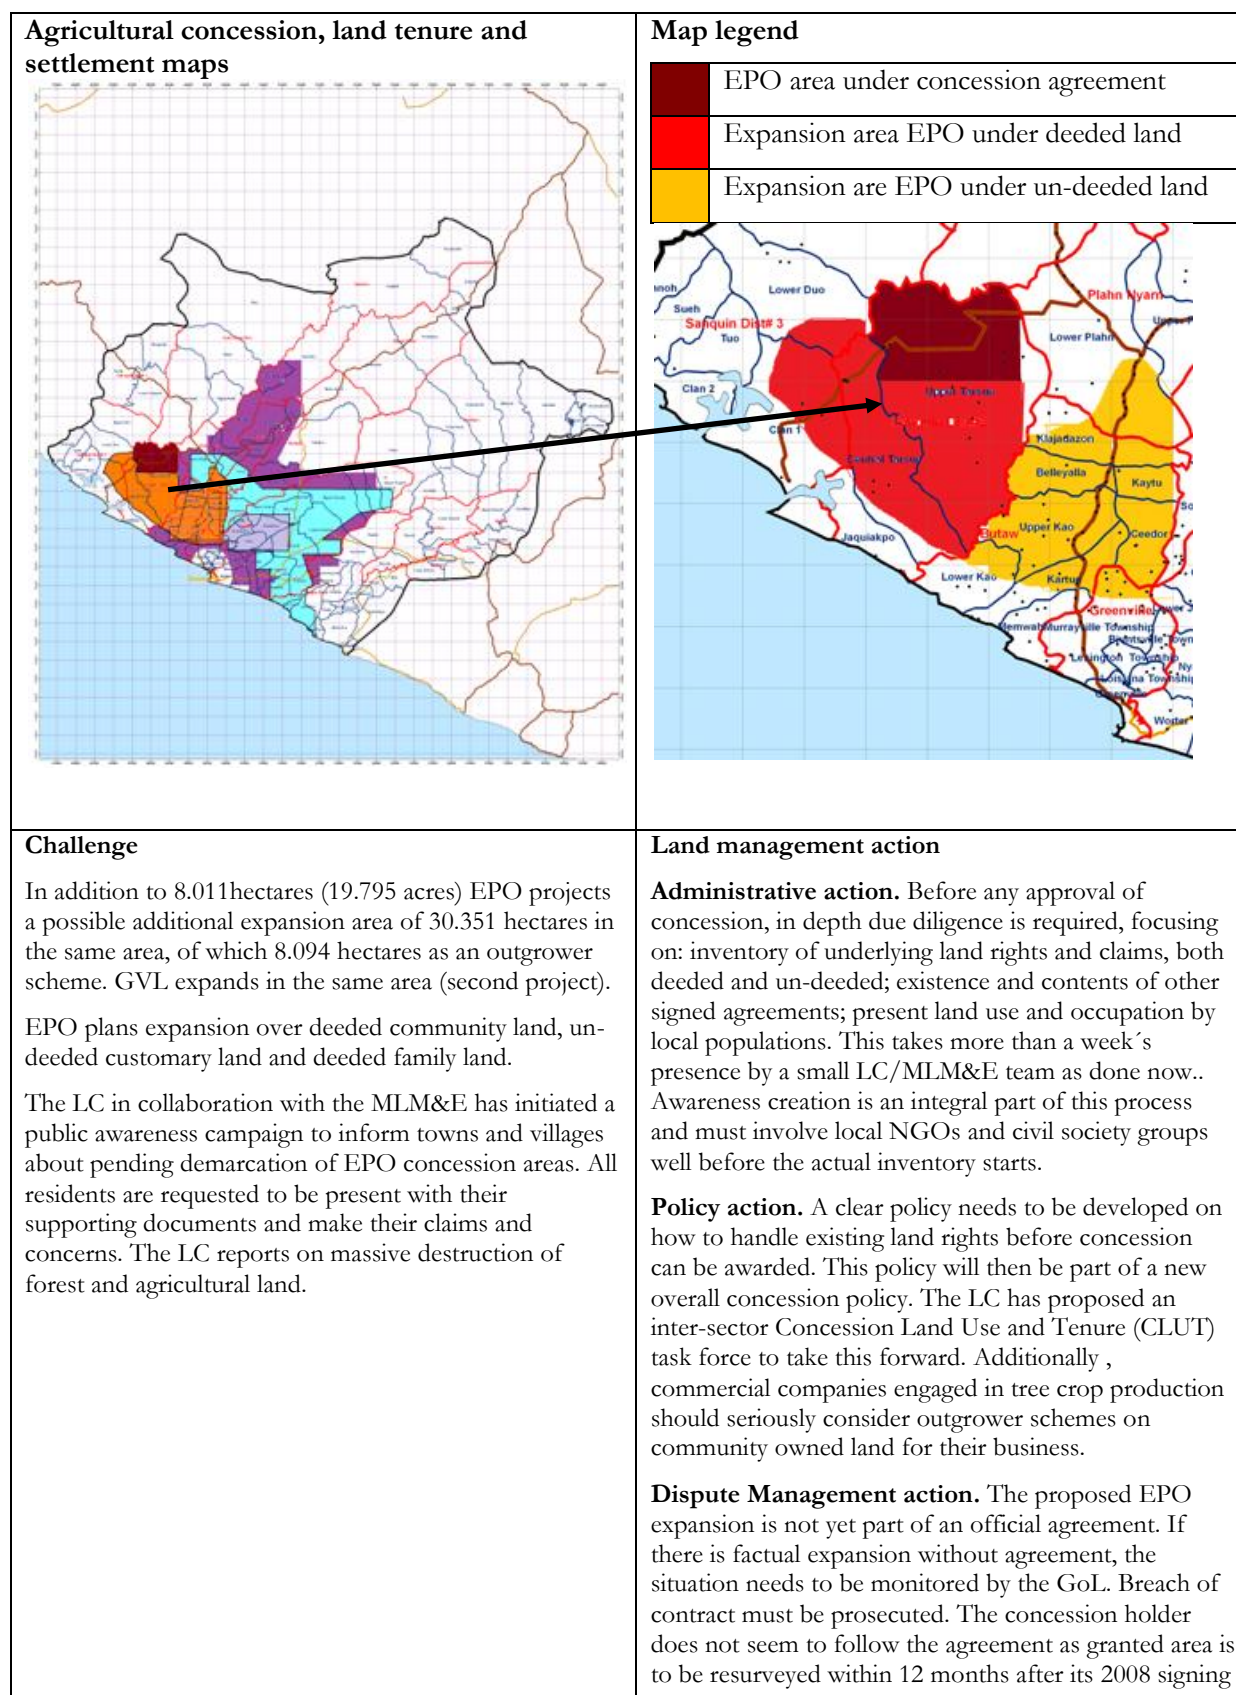 Agricultural concession, land tenure and
settlement maps
Map legend
EPO area under concession agreement
Expansion area EPO under deeded land
Expansion are EPO under un-deeded land
Lower Duo
Sueh
Sanquin Dist# 3
Tuo
Plahn Nyarn
Lower Plahn
Clan 2
Clan 1
Klajadazon
Belleyalla
Kaytu
Upper Kao
Ceedor
Butaw
Jaquiakpo
Lower Kao
Greenville
Challenge
In addition to 8.011hectares (19.795 acres) EPO projects
a possible additional expansion area of 30.351 hectares in
the same area, of which 8.094 hectares as an outgrower
scheme. GVL expands in the same area (second project).
EPO plans expansion over deeded community land, un-
deeded customary land and deeded family land.
The LC in collaboration with the MLM&E has initiated a
public awareness campaign to inform towns and villages
about pending demarcation of EPO concession areas. All
residents are requested to be present with their
supporting documents and make their claims and
concerns. The LC reports on massive destruction of
forest and agricultural land.
Land management action
Administrative action. Before any approval of
concession, in depth due diligence is required, focusing
on: inventory of underlying land rights and claims, both
deeded and un-deeded; existence and contents of other
signed agreements; present land use and occupation by
local populations. This takes more than a week´s
presence by a small LC/MLM&E team as done now..
Awareness creation is an integral part of this process
and must involve local NGOs and civil society groups
well before the actual inventory starts.
Policy action. A clear policy needs to be developed on
how to handle existing land rights before concession
can be awarded. This policy will then be part of a new
overall concession policy. The LC has proposed an
inter-sector Concession Land Use and Tenure (CLUT)
task force to take this forward. Additionally ,
commercial companies engaged in tree crop production
should seriously consider outgrower schemes on
community owned land for their business.
Dispute Management action. The proposed EPO
expansion is not yet part of an official agreement. If
there is factual expansion without agreement, the
situation needs to be monitored by the GoL. Breach of
contract must be prosecuted. The concession holder
does not seem to follow the agreement as granted area is
to be resurveyed within 12 months after its 2008 signing